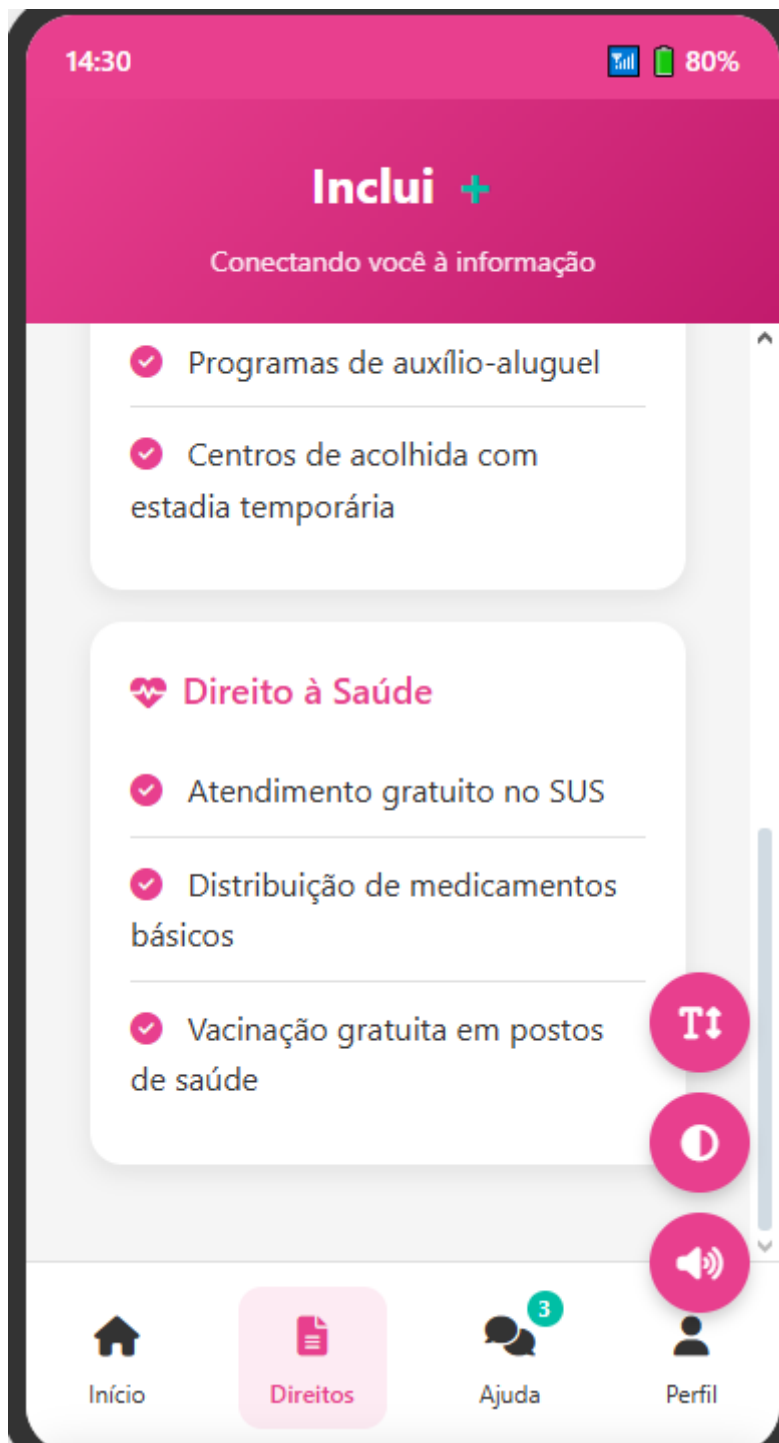 14:30
80%
Inclui +
Conectando você à informação
Programas de auxílio-aluguel
Centros de acolhida com
estadia temporária
Direito à Saúde
Atendimento gratuito no SUS
Distribuição de medicamentos
básicos
Vacinação gratuita em postos
de saúde
T
3
Início
Direitos
Ajuda
Perfil